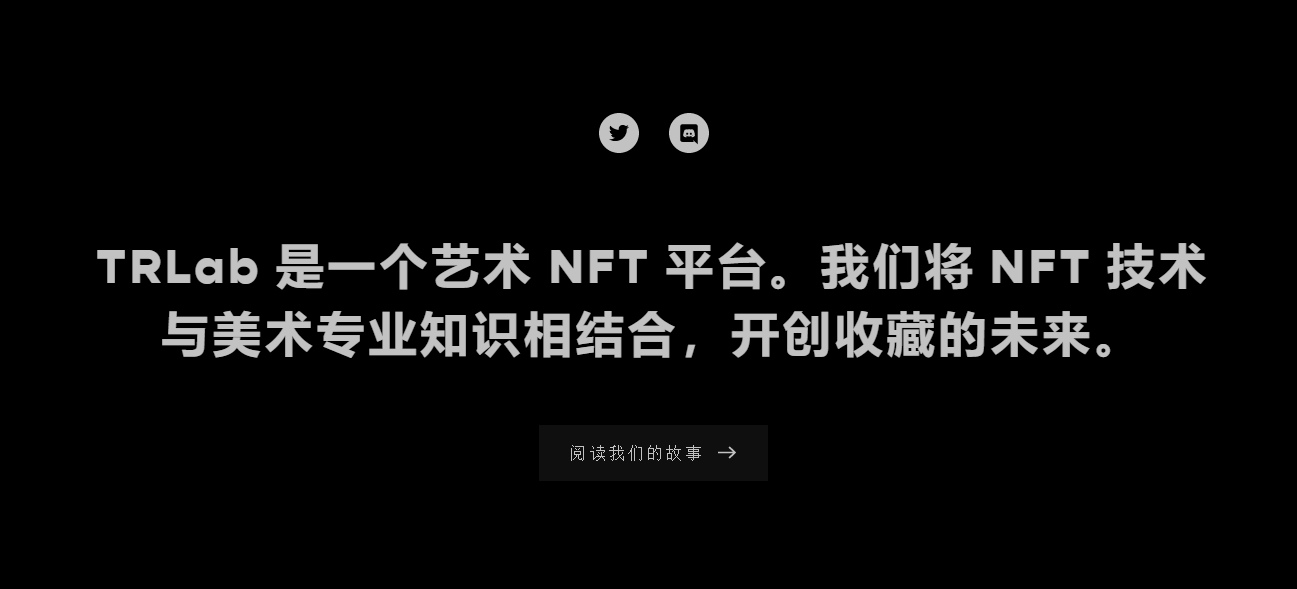 TRLab 是一个艺术 NFT 平台。我们将 NFT 技术
与美术专业知识相结合，开创收藏的未来。
阅读我们的故事 →